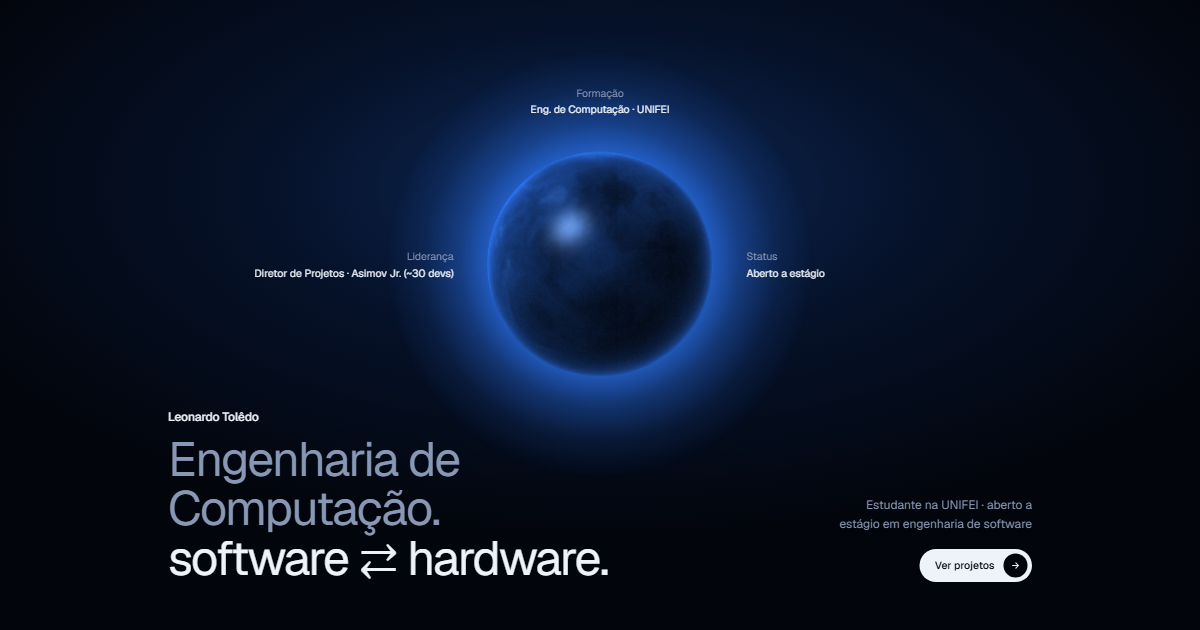 Formação
Eng. de Computação · UNIFEI
Liderança
Diretor de Projetos · Asimov Jr. (~30 devs)
Status
Aberto a estágio
Leonardo Tolêdo
Engenharia de
Computação.
software ⇄ hardware.
Estudante na UNIFEI · aberto a
estágio em engenharia de software
Ver projetos →